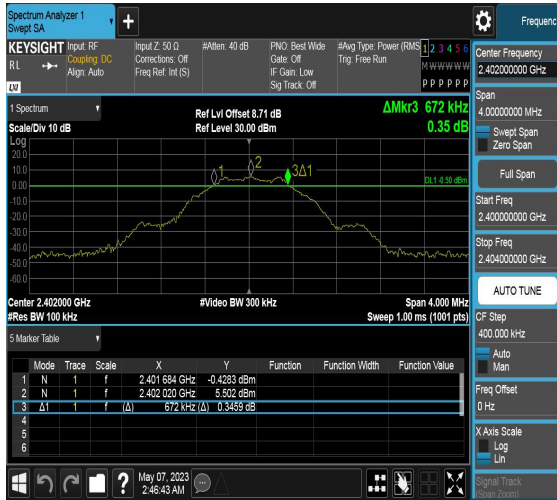 Spectrum Analyzer 1
Swept SA
Frequenc
KEYSIGHT
RL
LXI
Input: RF
Coupling: DC
Align: Auto
Input Z: 50 Ω
Corrections: Off
Freq Ref: Int (S)
#Atten: 40 dB
PNO: Best Wide
Gate: Off
IF Gain: Low
Sig Track: Off
#Avg Type: Power (RMS
Trig: Free Run
1 2 3 4 5 6
M W W W W W
P P P P P P
Center Frequency
2.402000000 GHz
Span
4.00000000 MHz
Swept Span
Zero Span
Full Span
Start Freq
2.400000000 GHz
Stop Freq
2.404000000 GHz
AUTO TUNE
CF Step
400.000 kHz
Auto
Man
Freq Offset
0 Hz
X Axis Scale
Log
Lin
Signal Track
(Span Zoom)
1 Spectrum
Scale/Div 10 dB
Ref Lvl Offset 8.71 dB
Ref Level 30.00 dBm
ΔMkr3 672 kHz
0.35 dB
Log
20.0
10.0
0.00
-10.0
-20.0
-30.0
-40.0
-50.0
-60.0
1
2
3Δ1
DL1 -0.50 dBm
Center 2.402000 GHz
#Res BW 100 kHz
#Video BW 300 kHz
Span 4.000 MHz
Sweep 1.00 ms (1001 pts)
5 Marker Table
Mode Trace Scale X Y Function Function Width Function Value
1 N 1 f 2.401 684 GHz -0.4283 dBm
2 N 1 f 2.402 020 GHz 5.502 dBm
3 Δ1 1 f (Δ) 672 kHz (Δ) 0.3459 dB
4
5
6
?
May 07, 2023
2:46:43 AM